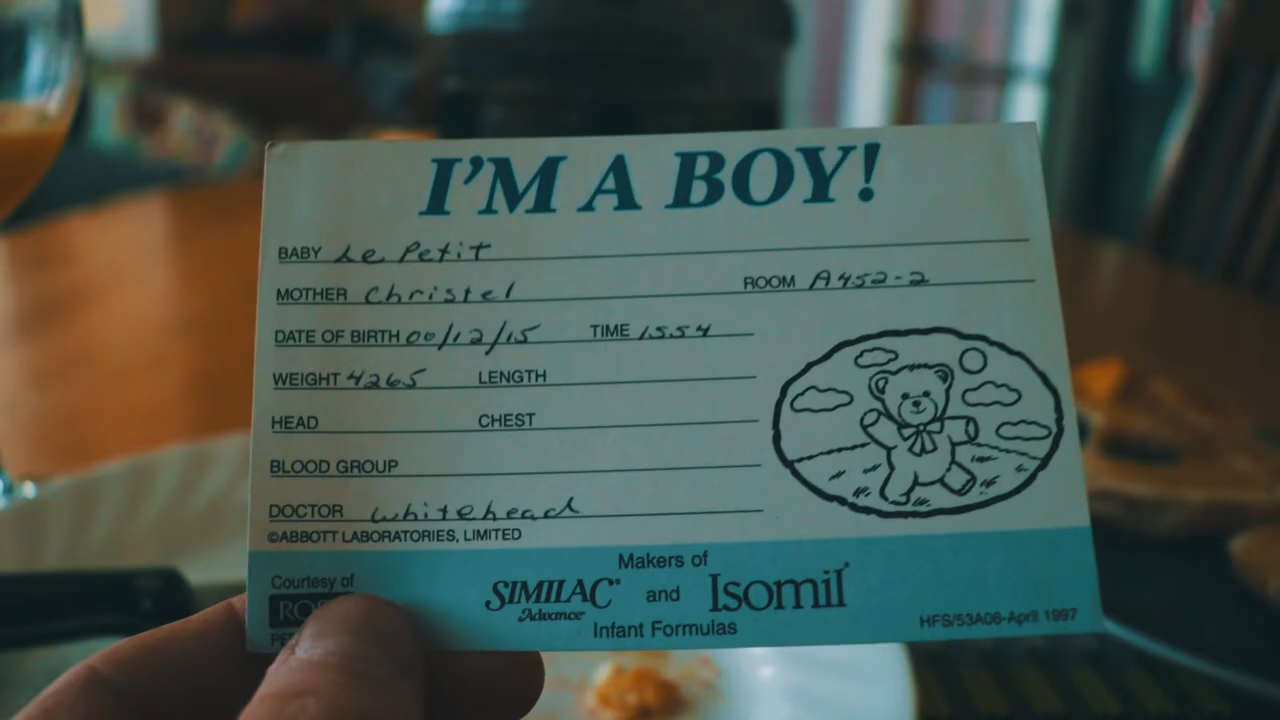 I'M A BOY!
BABY Le Petit
MOTHER Christel ROOM A452-2
DATE OF BIRTH 00/12/15 TIME 1554
WEIGHT 4265 LENGTH
HEAD CHEST
BLOOD GROUP
DOCTOR Whitehead
©ABBOTT LABORATORIES, LIMITED
Courtesy of
Makers of
SIMILAC® Advance® and Isomil®
Infant Formulas
HFS/53A08-April 1997